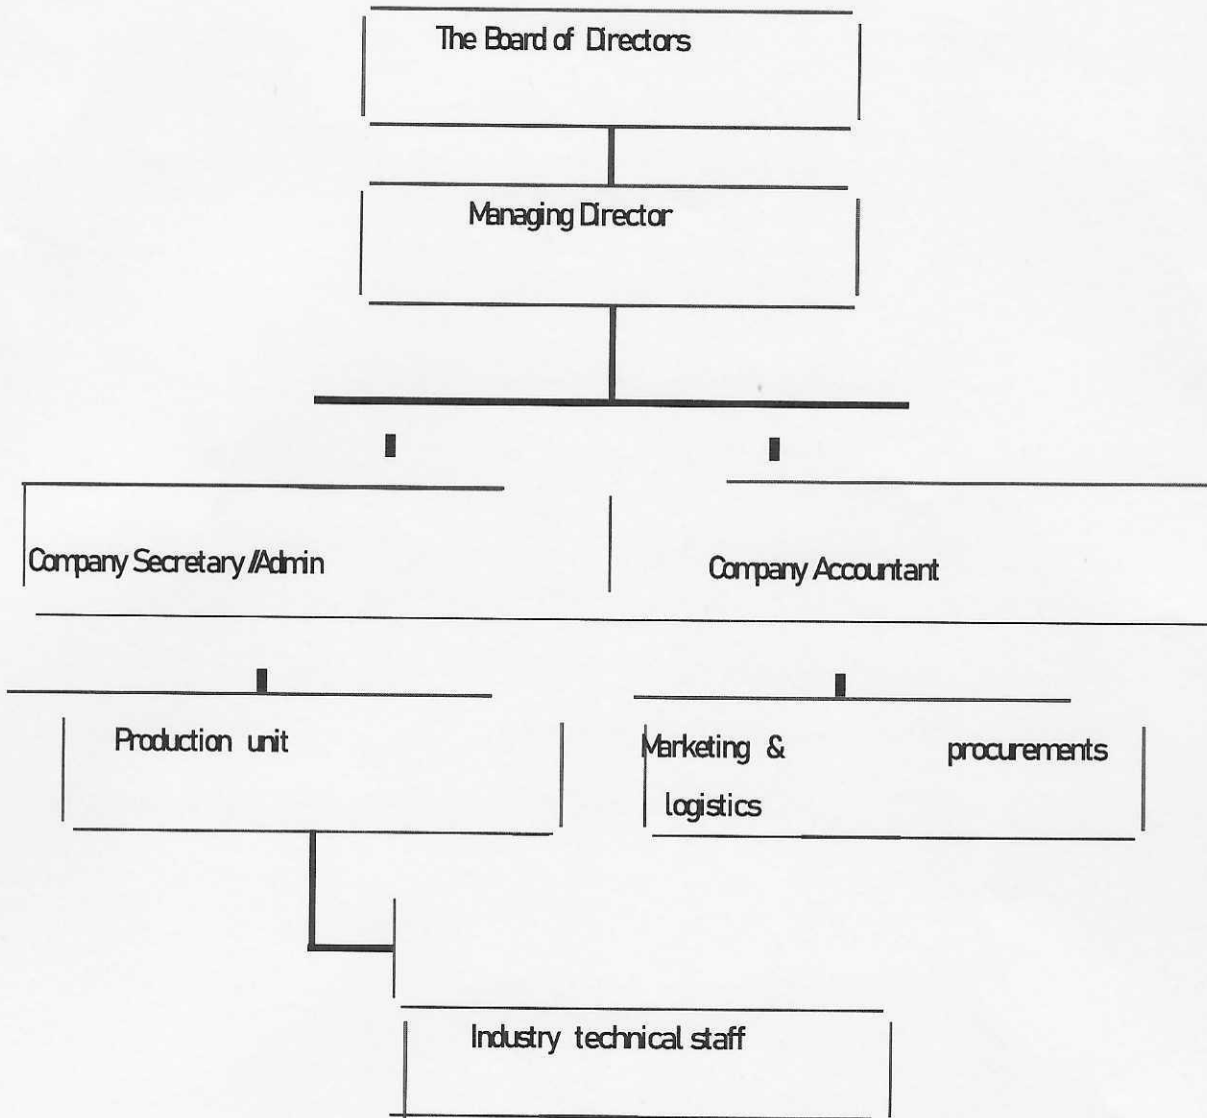 The Board of Directors
Managing Director
Company Secretary /Admin
Company Accountant
Production unit
Marketing & procurements
logistics
Industry technical staff